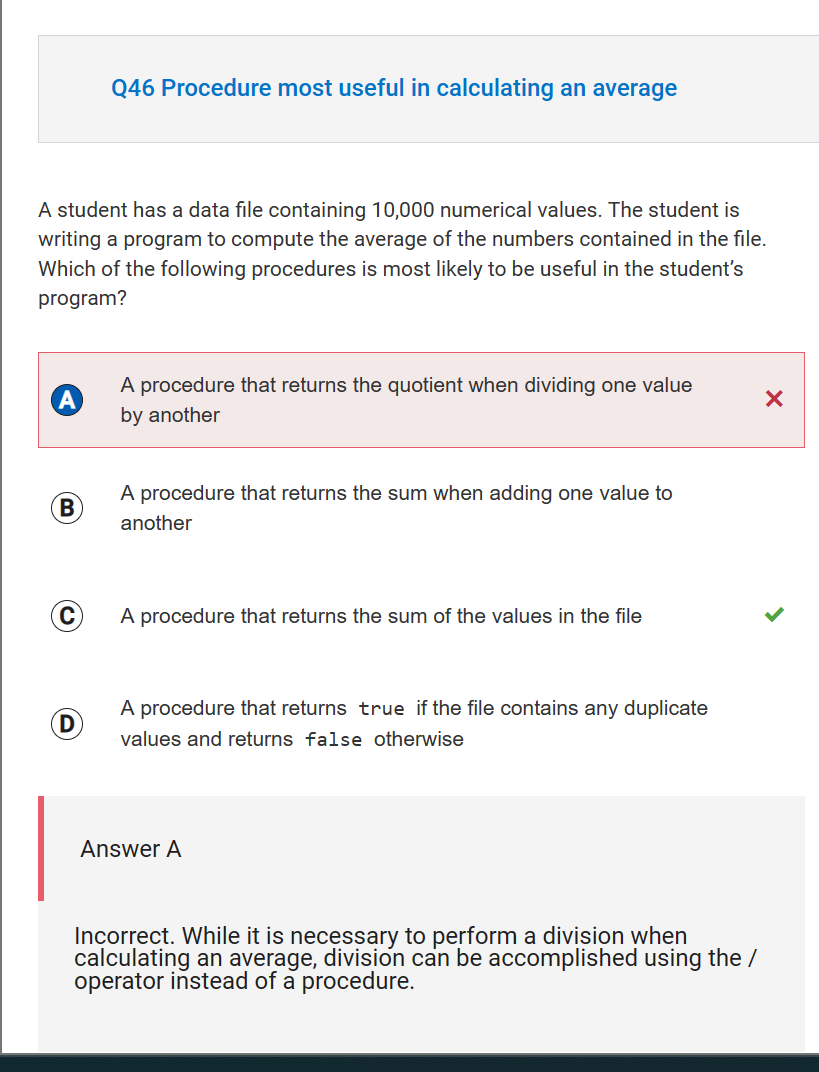 Q46 Procedure most useful in calculating an average
A student has a data file containing 10,000 numerical values. The student is
writing a program to compute the average of the numbers contained in the file.
Which of the following procedures is most likely to be useful in the student’s
program?
A
A procedure that returns the quotient when dividing one value
by another
B
A procedure that returns the sum when adding one value to
another
C
A procedure that returns the sum of the values in the file
D
A procedure that returns true if the file contains any duplicate
values and returns false otherwise
Answer A
Incorrect. While it is necessary to perform a division when
calculating an average, division can be accomplished using the /
operator instead of a procedure.